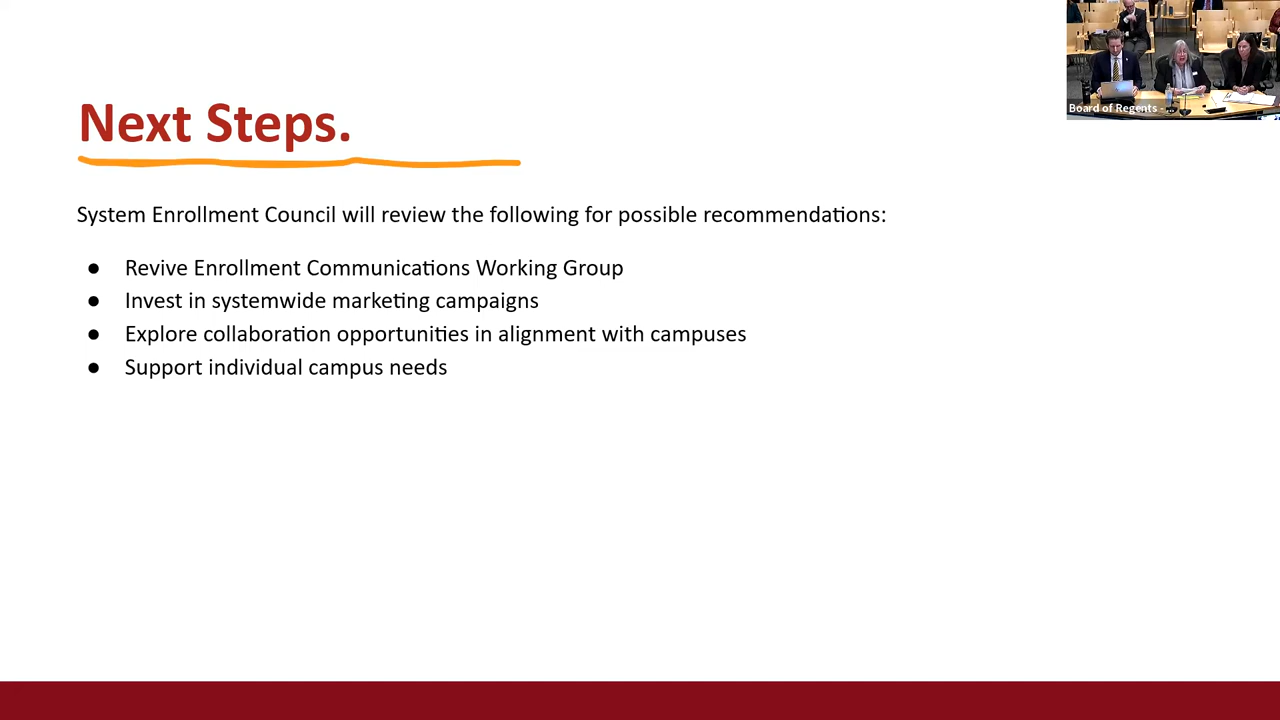 Board of Regents - ...
Next Steps.
System Enrollment Council will review the following for possible recommendations:
● Revive Enrollment Communications Working Group
● Invest in systemwide marketing campaigns
● Explore collaboration opportunities in alignment with campuses
● Support individual campus needs